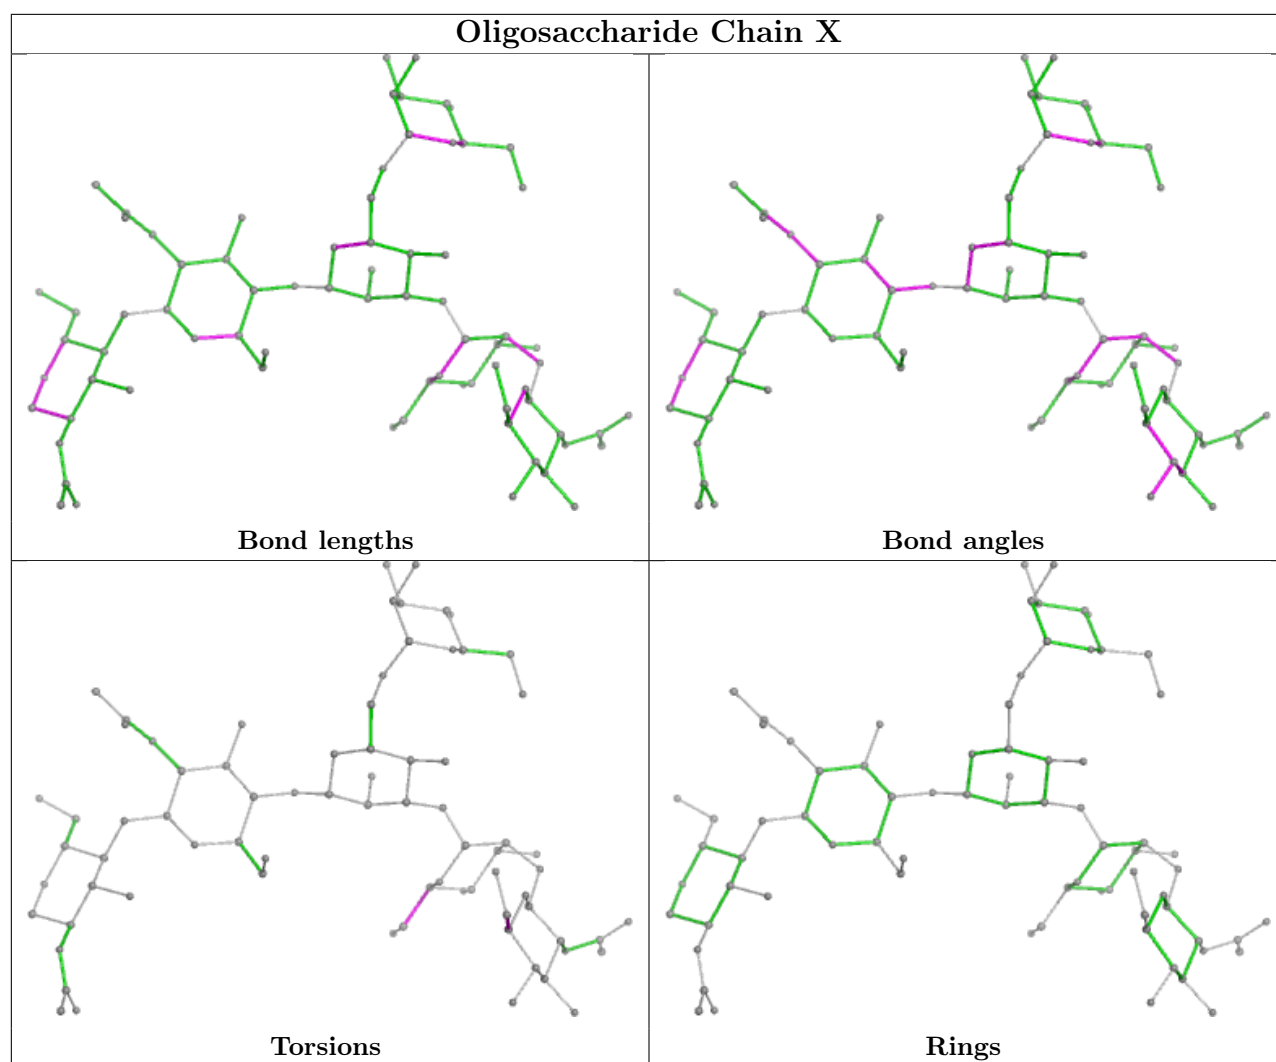 Oligosaccharide Chain X
Bond lengths
Bond angles
Torsions
Rings